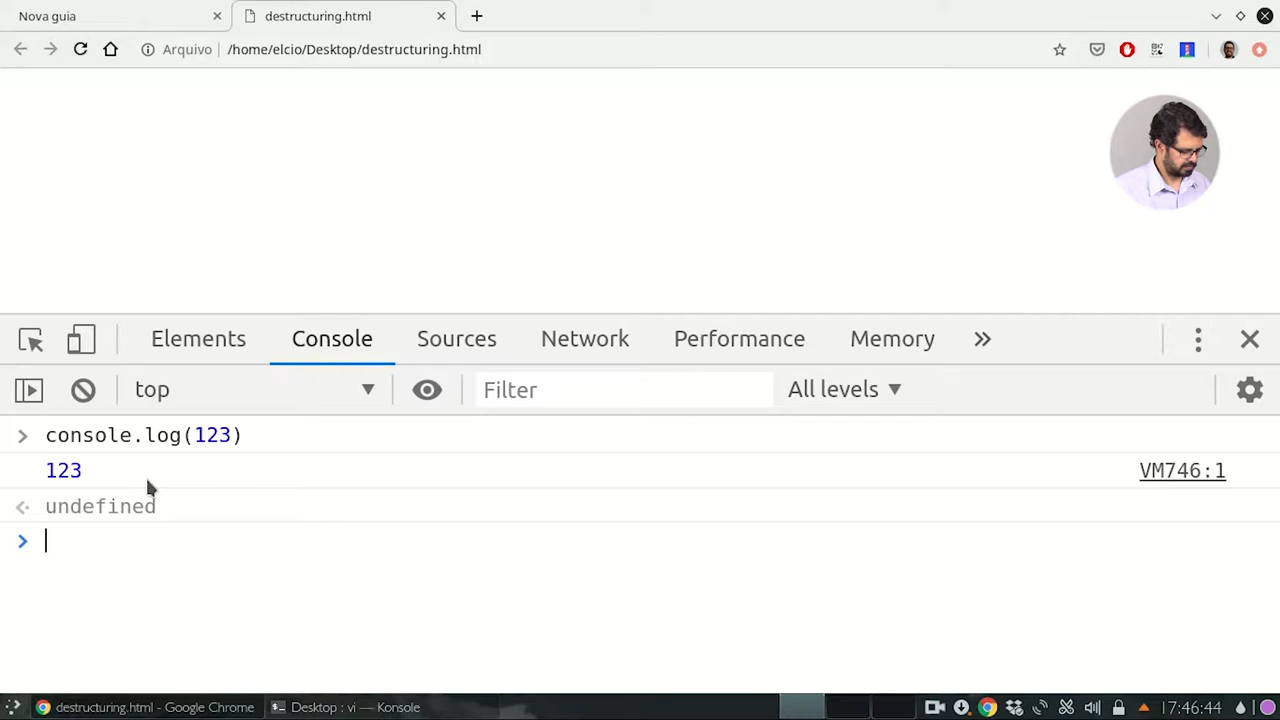 Nova guia
destructuring.html
Arquivo /home/elcio/Desktop/destructuring.html
Elements Console Sources Network Performance Memory
top Filter All levels
console.log(123)
123 VM746:1
undefined
destructuring.html - Google Chrome Desktop : vi — Konsole 17:46:44